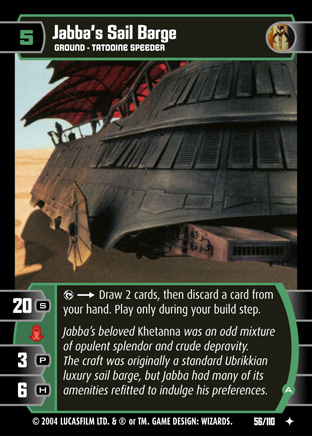 5
Jabba's Sail Barge
GROUND - TATOOINE SPEEDER
20 S
3 P
6 H
Draw 2 cards, then discard a card from
your hand. Play only during your build step.
Jabba's beloved Khetanna was an odd mixture
of opulent splendor and crude depravity.
The craft was originally a standard Ubrikkian
luxury sail barge, but Jabba had many of its
amenities refitted to indulge his preferences.
A
© 2004 LUCASFILM LTD. & ® or TM. GAME DESIGN: WIZARDS. 56/110